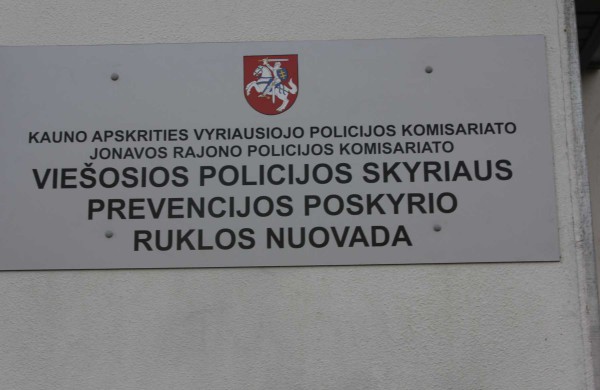 KAUNO APSKRITIES VYRIAUSIOJO POLICIJOS KOMISARIATO
JONAVOS RAJONO POLICIJOS KOMISARIATO
VIEŠOSIOS POLICIJOS SKYRIAUS
PREVENCIJOS POSKYRIO
RUKLOS NUOVADA